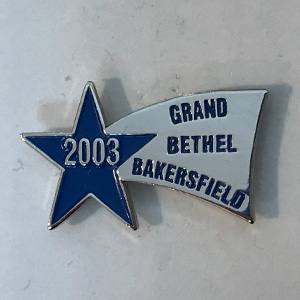 2003
GRAND
BETHEL
BAKERSFIELD